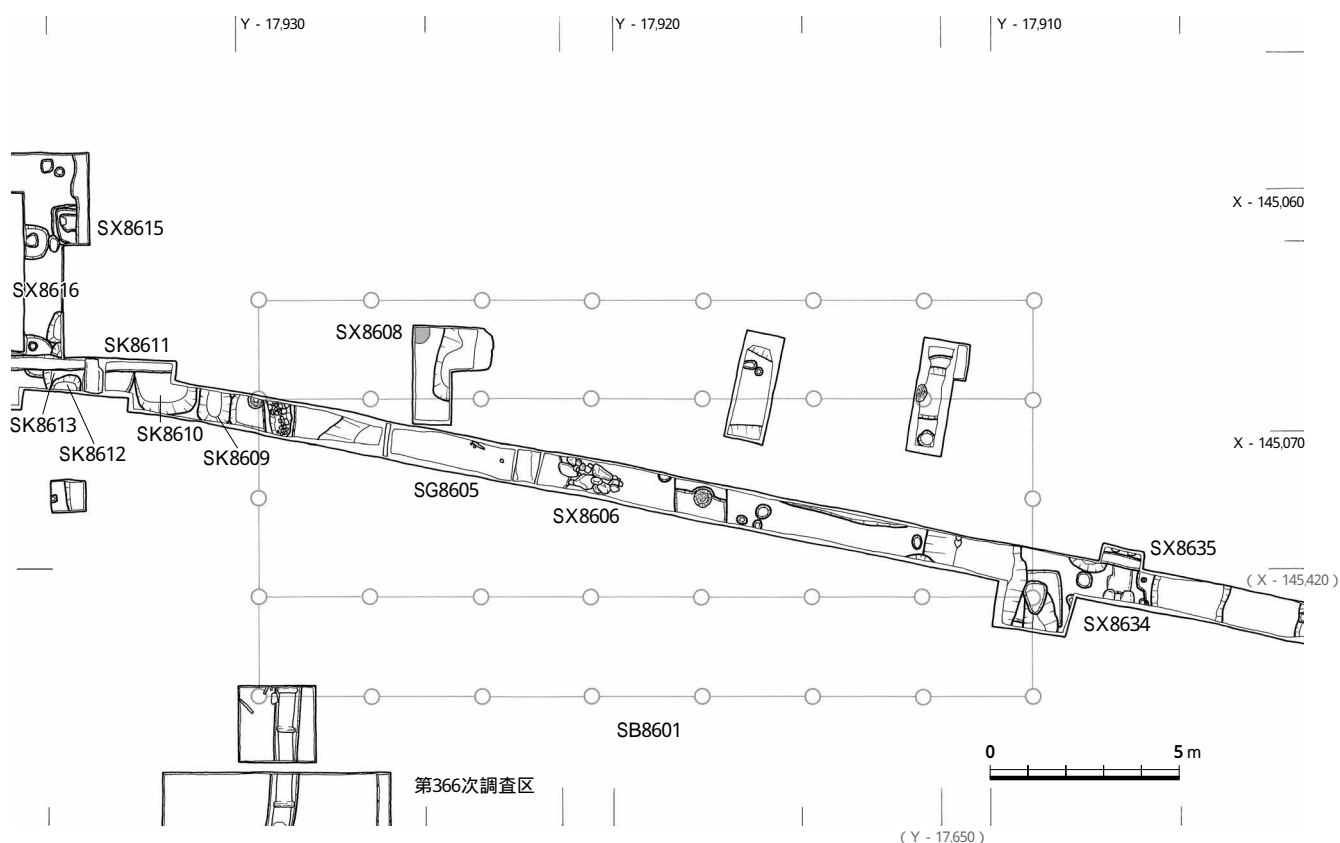 Y - 17,930
Y - 17,920
Y - 17,910
X - 145,060
SX8615
SX8616
SX8608
SK8611
SK8613
SK8612
SK8610
SK8609
X - 145,070
SG8605
SX8606
SX8635
( X - 145,420 )
SX8634
SB8601
0 5 m
第366次調査区
( Y - 17,650 )